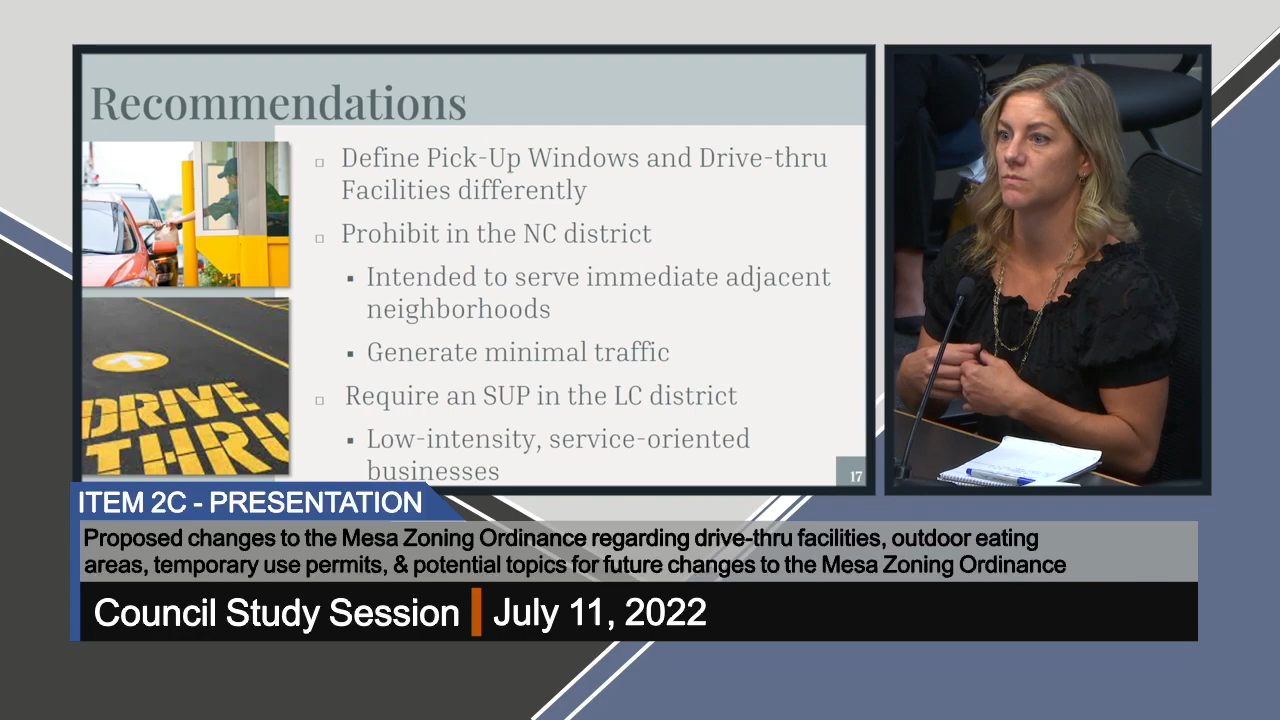 Recommendations
□ Define Pick-Up Windows and Drive-thru
Facilities differently
□ Prohibit in the NC district
▪ Intended to serve immediate adjacent
neighborhoods
▪ Generate minimal traffic
□ Require an SUP in the LC district
▪ Low-intensity, service-oriented
businesses
DRIVE
THRU
17
ITEM 2C - PRESENTATION
Proposed changes to the Mesa Zoning Ordinance regarding drive-thru facilities, outdoor eating
areas, temporary use permits, & potential topics for future changes to the Mesa Zoning Ordinance
Council Study Session | July 11, 2022